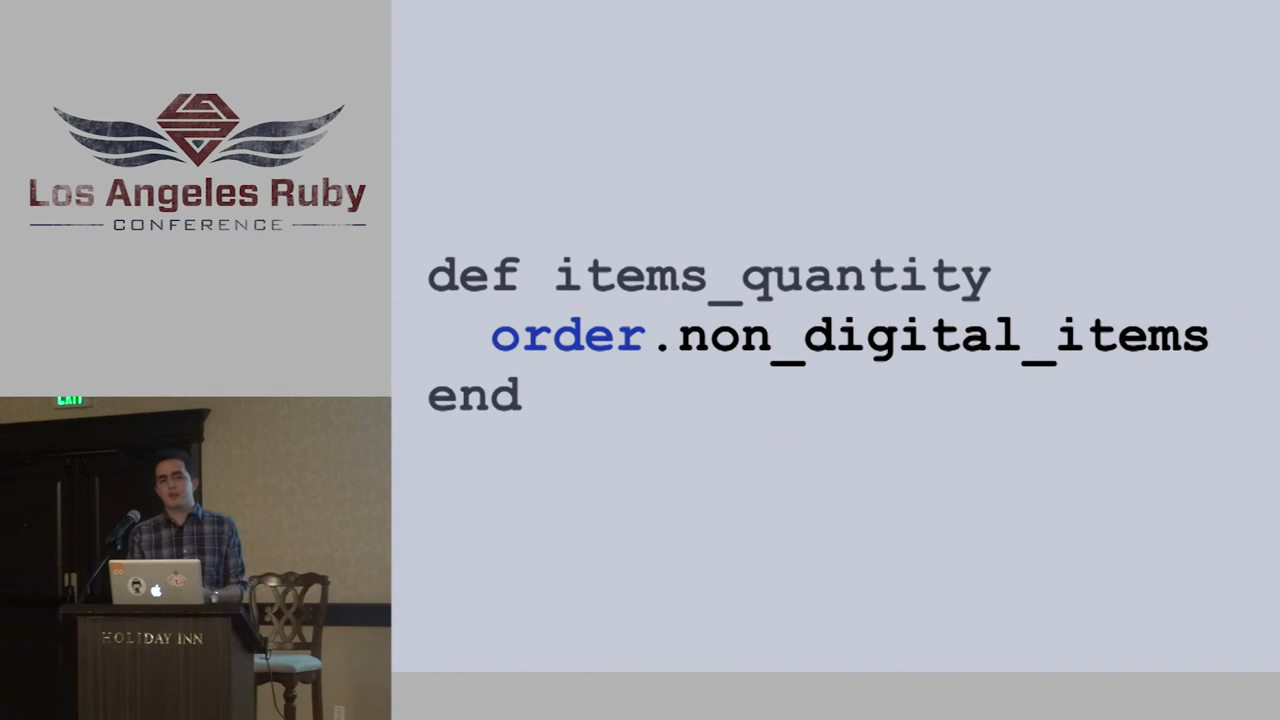 Los Angeles Ruby
CONFERENCE
def items_quantity
order.non_digital_items
end
EXIT
HOLIDAY INN